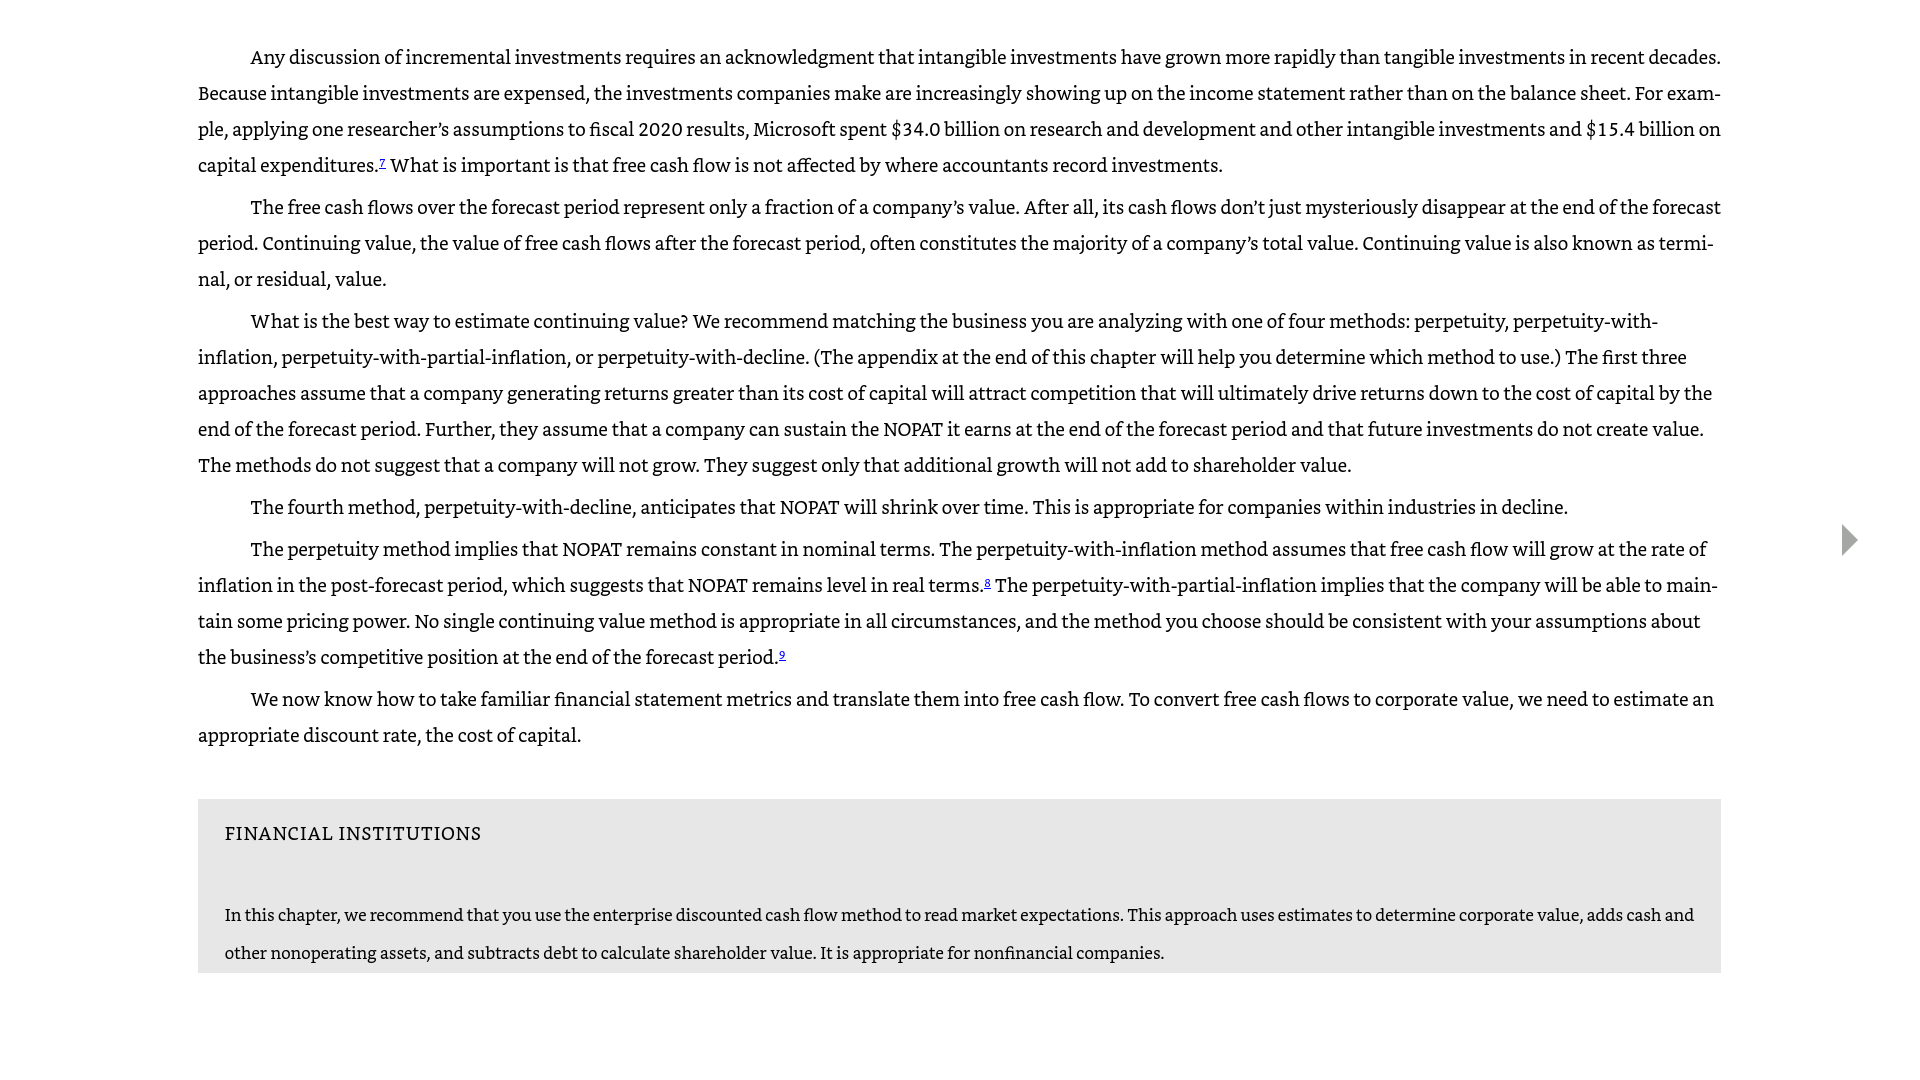 Any discussion of incremental investments requires an acknowledgment that intangible investments have grown more rapidly than tangible investments in recent decades.
Because intangible investments are expensed, the investments companies make are increasingly showing up on the income statement rather than on the balance sheet. For exam-
ple, applying one researcher’s assumptions to fiscal 2020 results, Microsoft spent $34.0 billion on research and development and other intangible investments and $15.4 billion on
capital expenditures.7 What is important is that free cash flow is not affected by where accountants record investments.
The free cash flows over the forecast period represent only a fraction of a company’s value. After all, its cash flows don’t just mysteriously disappear at the end of the forecast
period. Continuing value, the value of free cash flows after the forecast period, often constitutes the majority of a company’s total value. Continuing value is also known as termi-
nal, or residual, value.
What is the best way to estimate continuing value? We recommend matching the business you are analyzing with one of four methods: perpetuity, perpetuity-with-
inflation, perpetuity-with-partial-inflation, or perpetuity-with-decline. (The appendix at the end of this chapter will help you determine which method to use.) The first three
approaches assume that a company generating returns greater than its cost of capital will attract competition that will ultimately drive returns down to the cost of capital by the
end of the forecast period. Further, they assume that a company can sustain the NOPAT it earns at the end of the forecast period and that future investments do not create value.
The methods do not suggest that a company will not grow. They suggest only that additional growth will not add to shareholder value.
The fourth method, perpetuity-with-decline, anticipates that NOPAT will shrink over time. This is appropriate for companies within industries in decline.
The perpetuity method implies that NOPAT remains constant in nominal terms. The perpetuity-with-inflation method assumes that free cash flow will grow at the rate of
inflation in the post-forecast period, which suggests that NOPAT remains level in real terms.8 The perpetuity-with-partial-inflation implies that the company will be able to main-
tain some pricing power. No single continuing value method is appropriate in all circumstances, and the method you choose should be consistent with your assumptions about
the business’s competitive position at the end of the forecast period.9
We now know how to take familiar financial statement metrics and translate them into free cash flow. To convert free cash flows to corporate value, we need to estimate an
appropriate discount rate, the cost of capital.
FINANCIAL INSTITUTIONS
In this chapter, we recommend that you use the enterprise discounted cash flow method to read market expectations. This approach uses estimates to determine corporate value, adds cash and
other nonoperating assets, and subtracts debt to calculate shareholder value. It is appropriate for nonfinancial companies.